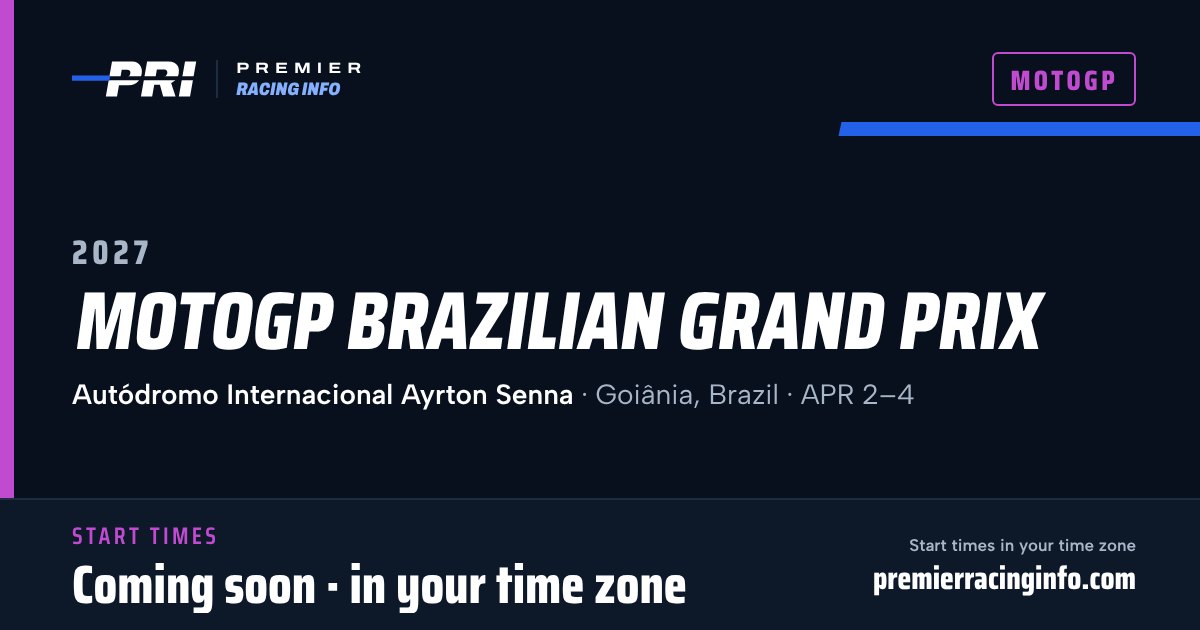 PRI
PREMIER
RACING INFO
MOTOGP
2027
MOTOGP BRAZILIAN GRAND PRIX
Autódromo Internacional Ayrton Senna · Goiânia, Brazil · APR 2–4
START TIMES
Coming soon · in your time zone
Start times in your time zone
premierracinginfo.com